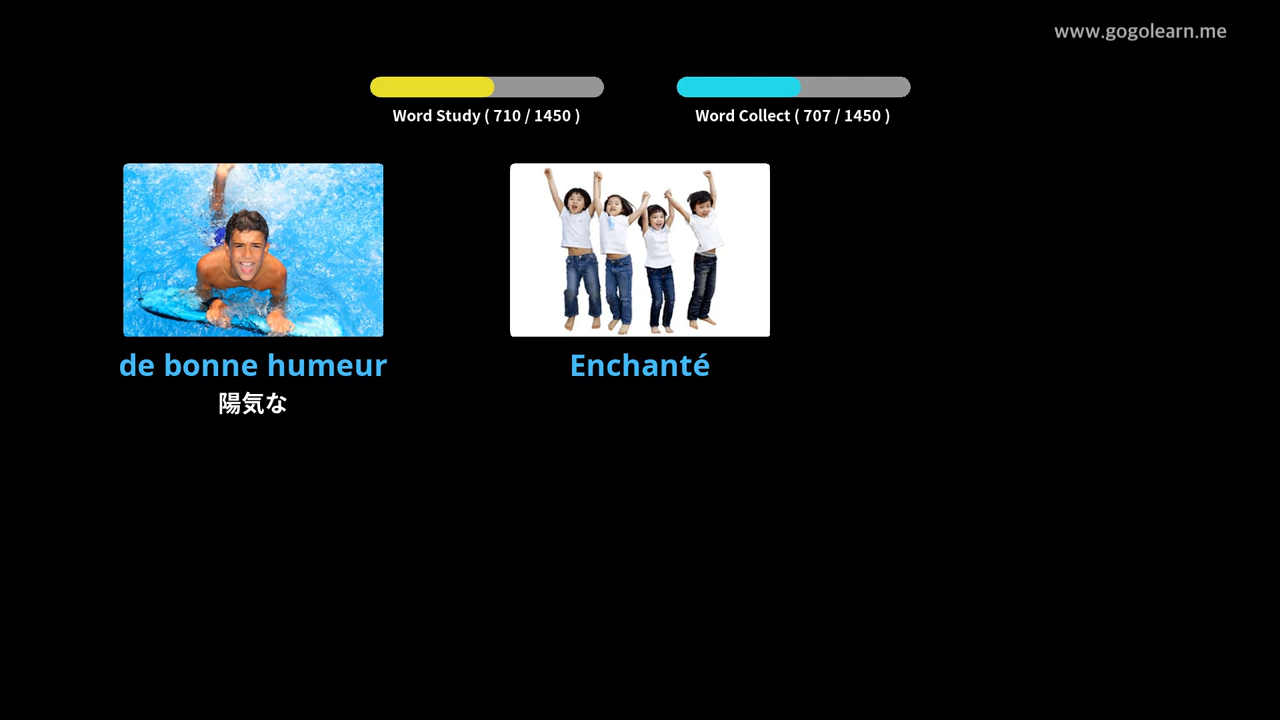 www.gogolearn.me
Word Study ( 710 / 1450 )
Word Collect ( 707 / 1450 )
de bonne humeur
陽気な
Enchanté